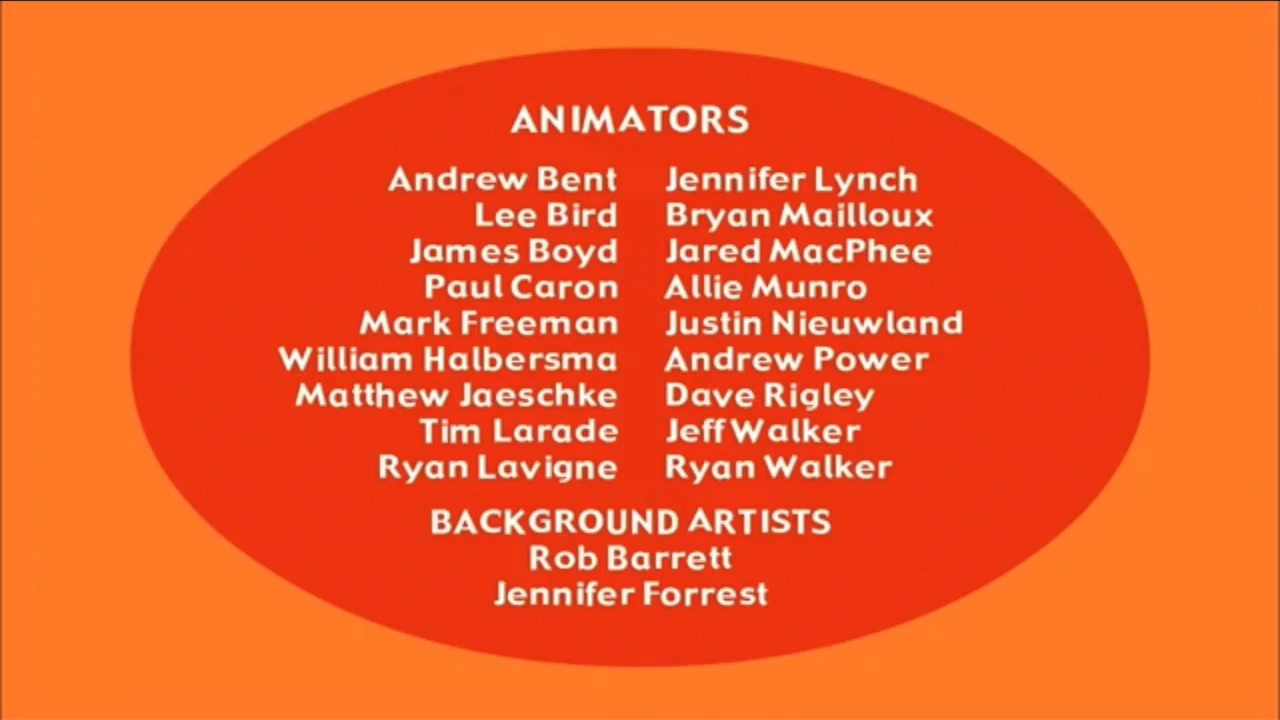 ANIMATORS
Andrew Bent Jennifer Lynch
Lee Bird Bryan Mailloux
James Boyd Jared MacPhee
Paul Caron Allie Munro
Mark Freeman Justin Nieuwland
William Halbersma Andrew Power
Matthew Jaeschke Dave Rigley
Tim Larade Jeff Walker
Ryan Lavigne Ryan Walker
BACKGROUND ARTISTS
Rob Barrett
Jennifer Forrest